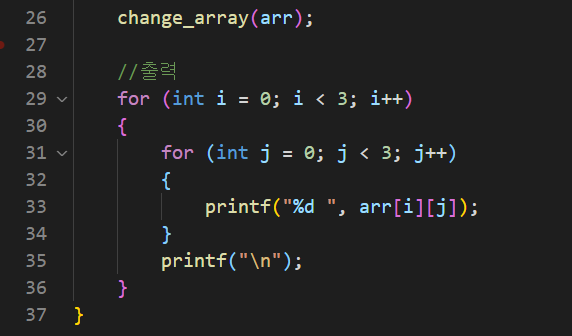 26 change_array(arr);
27
28 //출력
29 for (int i = 0; i < 3; i++)
30 {
31 for (int j = 0; j < 3; j++)
32 {
33 printf("%d ", arr[i][j]);
34 }
35 printf("\n");
36 }
37 }